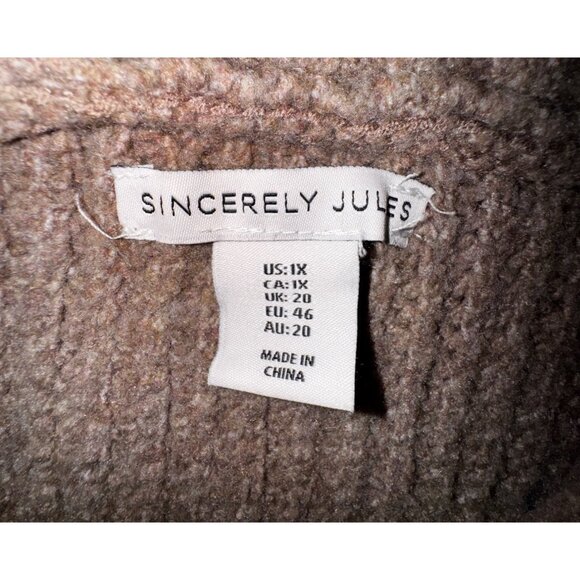 SINCERELY JULES
US:1X
CA:1X
UK: 20
EU: 46
AU:20
MADE IN
CHINA